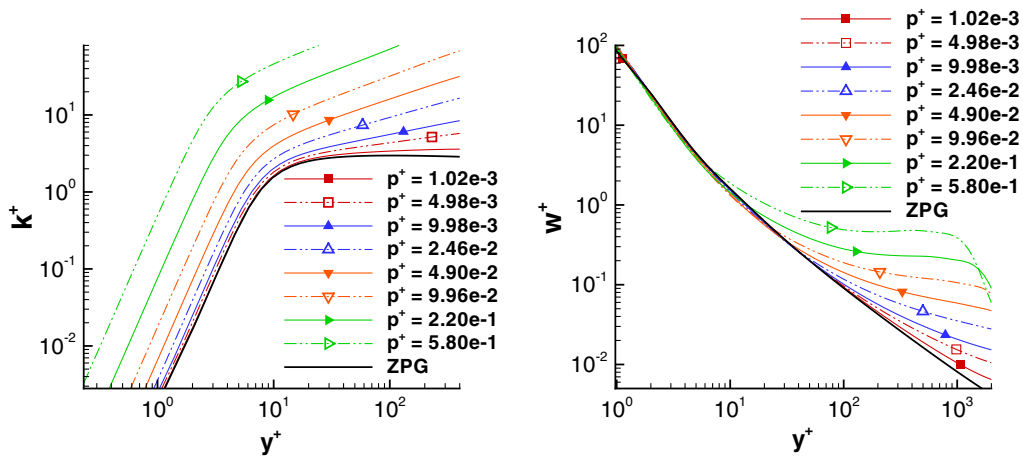 k⁺
10¹
10⁰
10⁻¹
10⁰
10¹
10²
y⁺
p⁺ = 1.02e-3
p⁺ = 4.98e-3
p⁺ = 9.98e-3
p⁺ = 2.46e-2
p⁺ = 4.90e-2
p⁺ = 9.96e-2
p⁺ = 2.20e-1
p⁺ = 5.80e-1
ZPG
w⁺
10²
10¹
10⁰
10⁻¹
10⁻²
10⁰
10¹
10²
10³
y⁺
p⁺ = 1.02e-3
p⁺ = 4.98e-3
p⁺ = 9.98e-3
p⁺ = 2.46e-2
p⁺ = 4.90e-2
p⁺ = 9.96e-2
p⁺ = 2.20e-1
p⁺ = 5.80e-1
ZPG